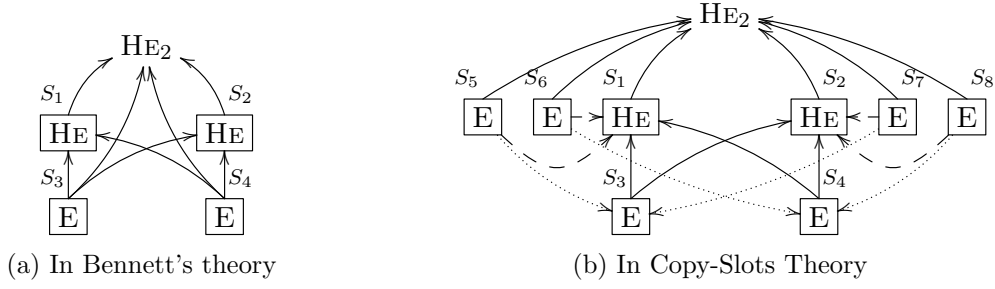 HE₂ HE₂
S₅ S₆ S₁ S₂ S₇ S₈
S₁ S₂
E E HE HE E E
HE HE
S₃ S₄ S₃ S₄
E E E E
(a) In Bennett's theory (b) In Copy-Slots Theory